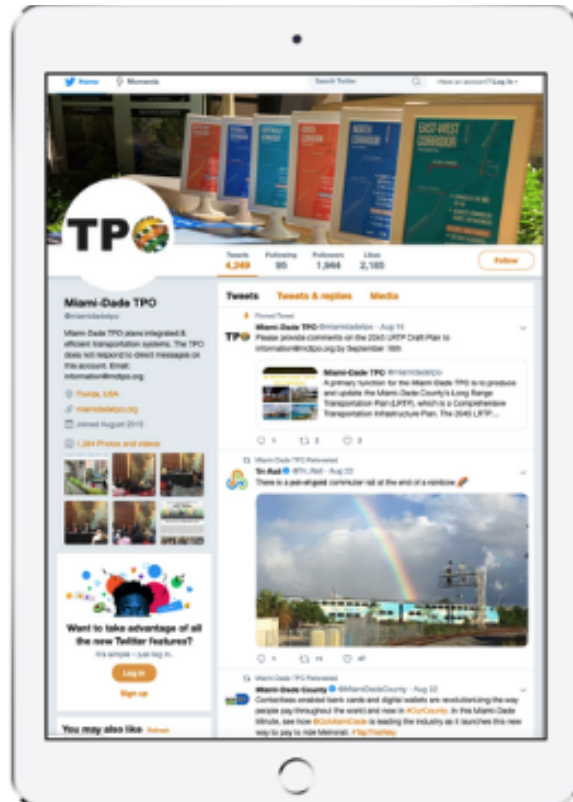 Home Moments Search Twitter Have an account? Log In
NORTH CORRIDOR
EAST-WEST CORRIDOR
TPO
Tweets Following Followers Likes
4,269 95 1,944 2,185
Follow
Miami-Dade TPO
@miamidadetpo
Miami-Dade TPO plans integrated &
efficient transportation systems. The TPO
does not respond to direct messages on
this account. Email:
information@mdtpo.org
Florida, USA
miamidadetpo.org
Joined August 2015
Photos and videos
Want to take advantage of all
the new Twitter features?
It's simple – just log in.
Log in
Sign up
You may also like Refresh
Tweets Tweets & replies Media
Pinned Tweet
Miami-Dade TPO @miamidadetpo · Aug 15
TPO Please provide comments on the 2045 LRTP Draft Plan to
information@mdtpo.org by September 16th
Miami-Dade TPO @miamidadetpo
A primary function for the Miami-Dade TPO is to produce
and update the Miami-Dade County's Long Range
Transportation Plan (LRTP), which is a Comprehensive
Transportation Infrastructure Plan. The 2045 LRTP...
1 3 3
Miami-Dade TPO Retweeted
Tri-Rail @Tri_Rail · Aug 22
There is a pot of gold commuter rail at the end of a rainbow.
1 11 47
Miami-Dade TPO Retweeted
Miami-Dade County @MiamiDadeCounty · Aug 22
Contactless enabled bank cards and digital wallets are revolutionizing the way
people pay throughout the world and now in #OurCounty. In this Miami-Dade
Minute, see how @GoMiamiDade is leading the industry as it launches this new
way to pay to ride Metrorail. #TapThisWay